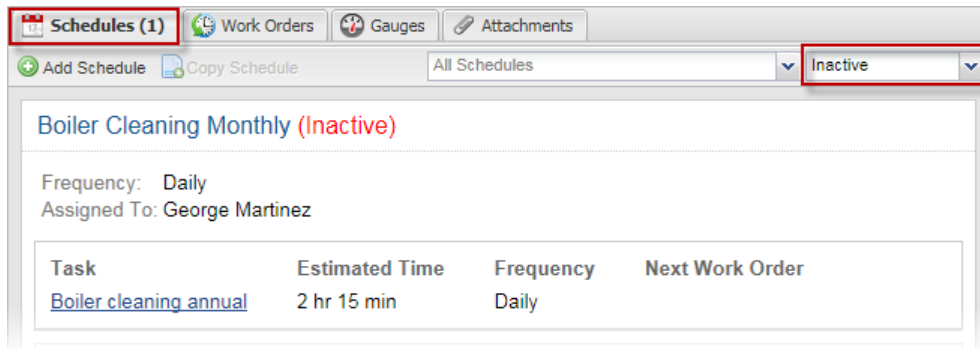 Schedules (1) Work Orders Gauges Attachments
Add Schedule Copy Schedule All Schedules Inactive
Boiler Cleaning Monthly (Inactive)
Frequency: Daily
Assigned To: George Martinez
Task Estimated Time Frequency Next Work Order
Boiler cleaning annual 2 hr 15 min Daily